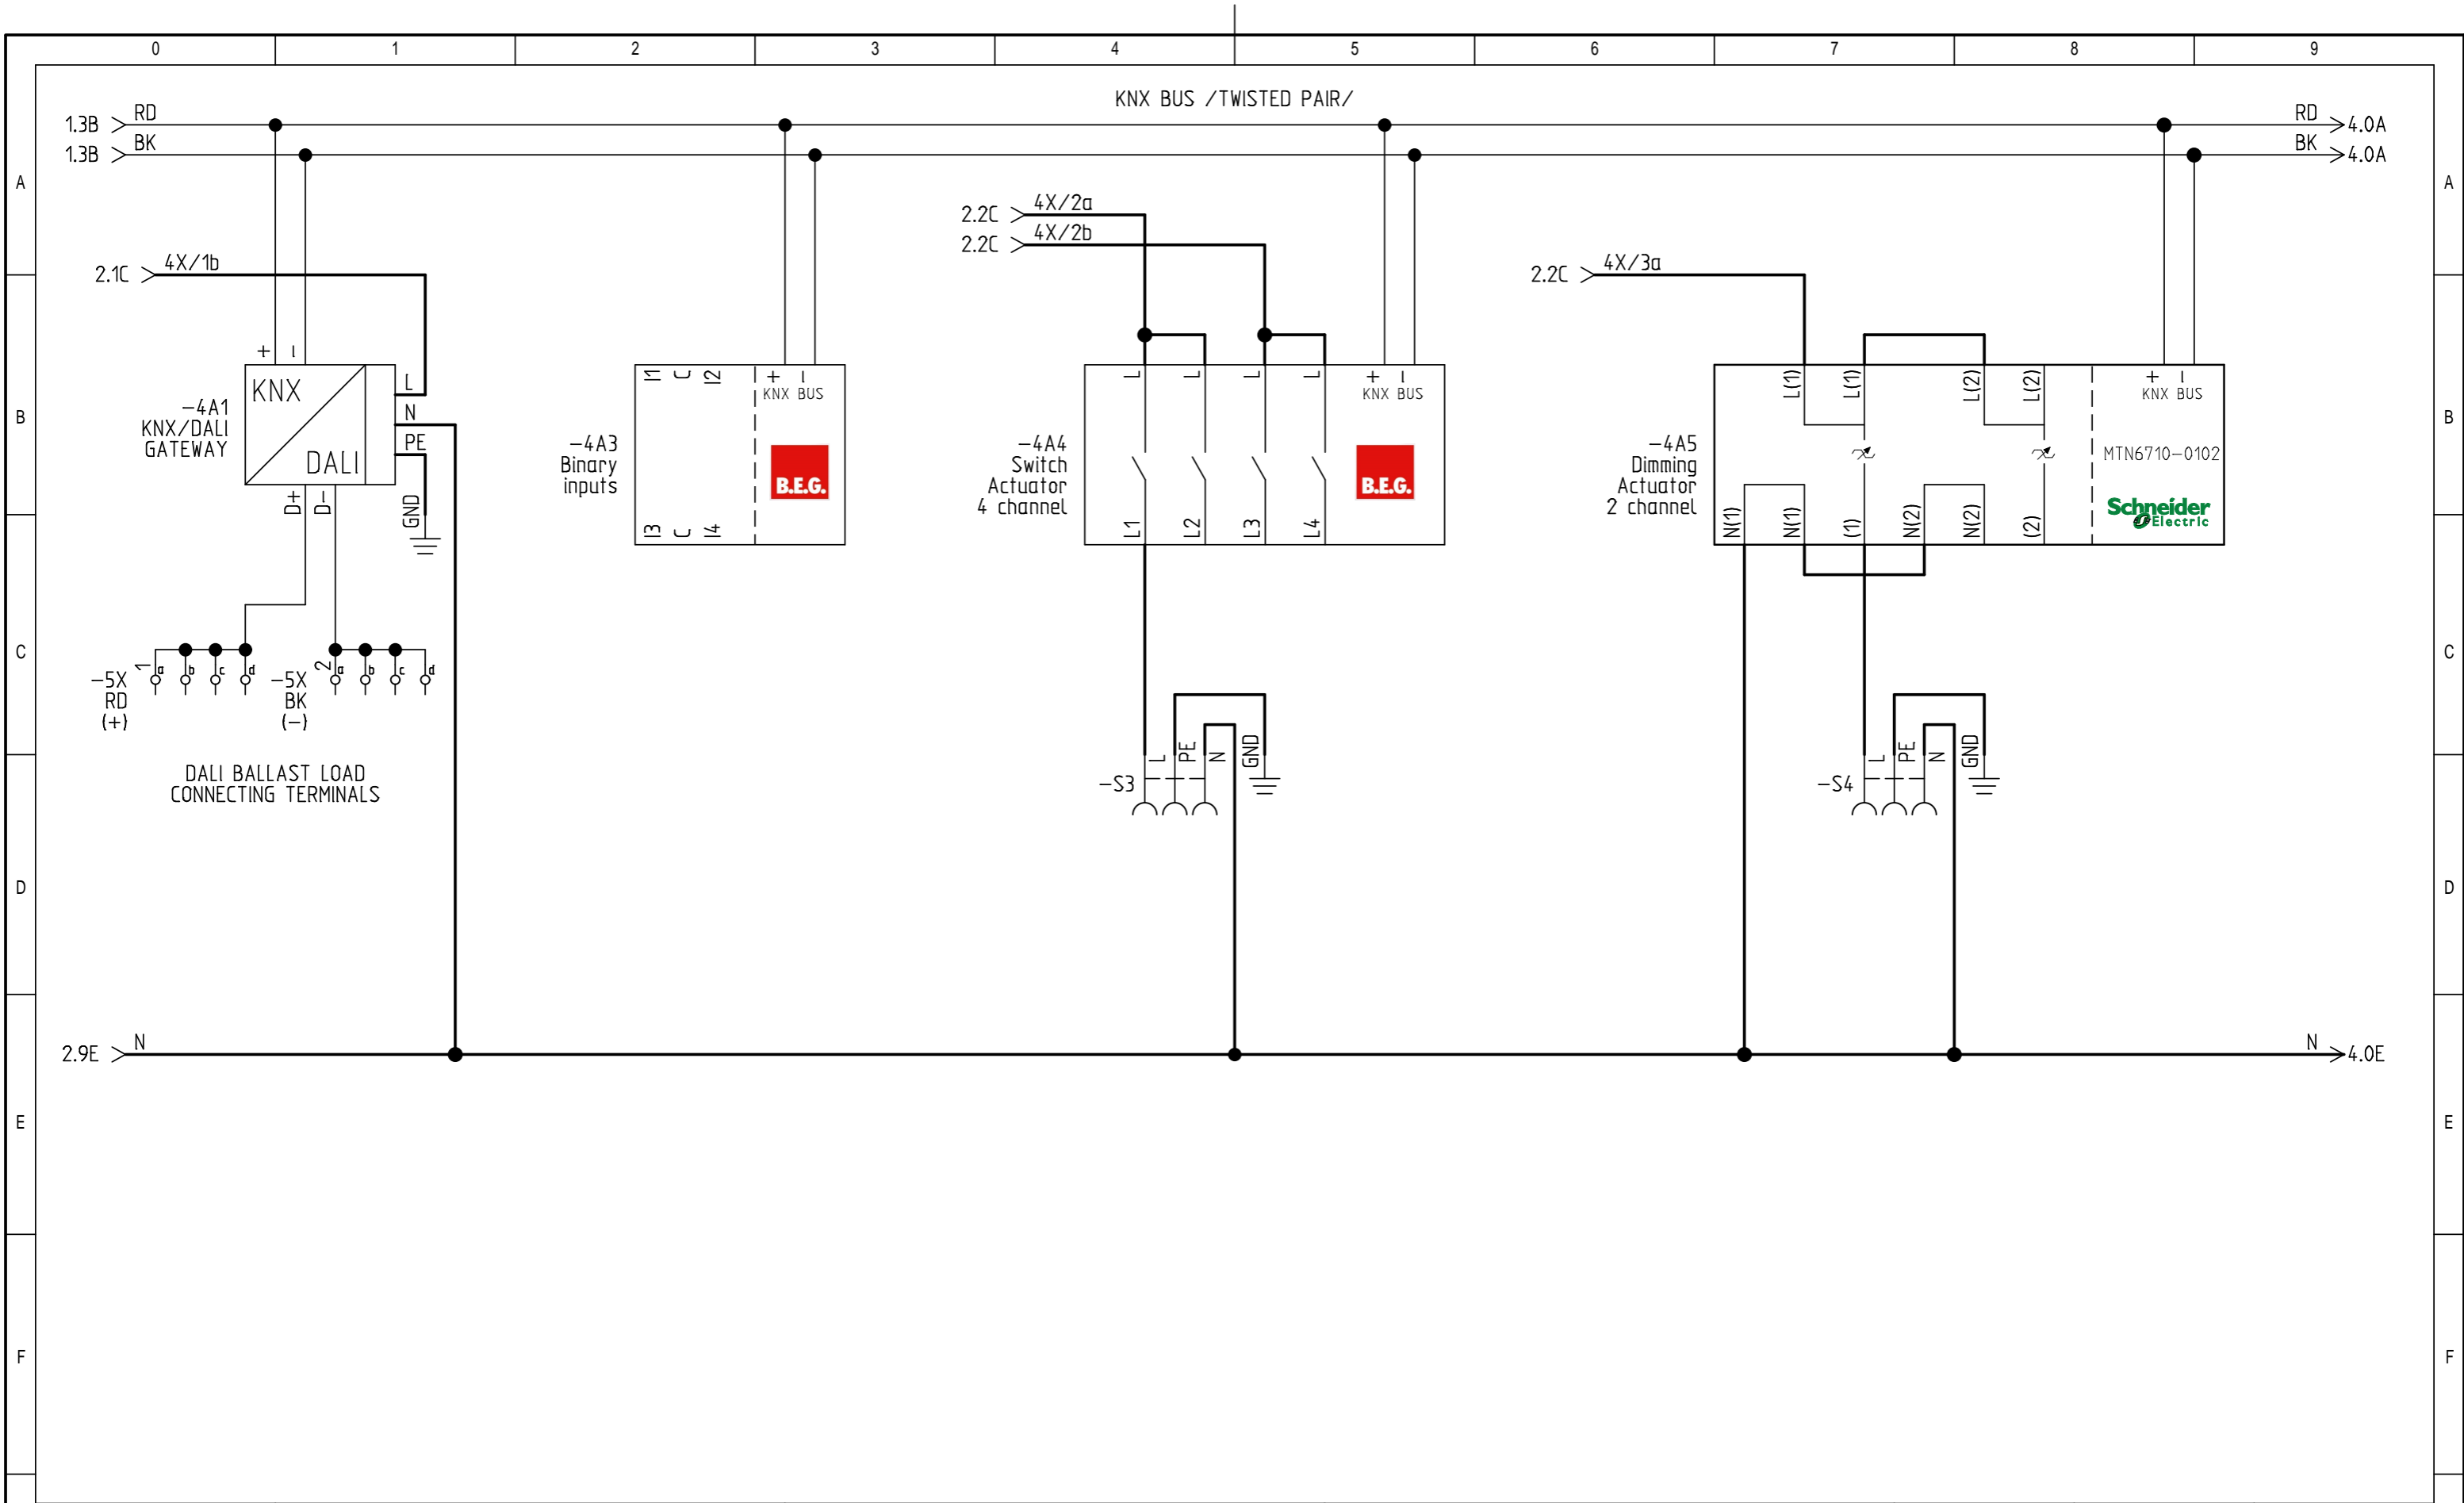 0 1 2 3 4 5 6 7 8 9
KNX BUS /TWISTED PAIR/
1.3B RD RD 4.0A
1.3B BK BK 4.0A
A A
2.2C 4X/2a
2.2C 4X/2b
2.1C 4X/1b
2.2C 4X/3a
+ –
KNX
DALI
L
N
PE
GND
D+ D–
–4A1
KNX/DALI
GATEWAY
I1 C I2 + –
KNX BUS
–4A3
Binary
inputs
B.E.G.
I3 C I4
L L L L + –
KNX BUS
–4A4
Switch
Actuator
4 channel
B.E.G.
L1 L2 L3 L4
L(1) L(1) L(2) L(2) + –
KNX BUS
–4A5
Dimming
Actuator
2 channel
MTN6710-0102
Schneider
Electric
N(1) N(1) (1) N(2) N(2) (2)
B B
C C
1 a b c d
–5X
RD
(+)
2 a b c d
–5X
BK
(–)
DALI BALLAST LOAD
CONNECTING TERMINALS
–S3 L PE N GND
–S4 L PE N GND
D D
2.9E N N 4.0E
E E
F F